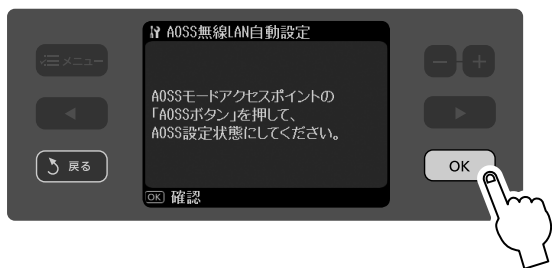 AOSS無線LAN自動設定
メニュー
AOSSモードアクセスポイントの
「AOSSボタン」を押して、
AOSS設定状態にしてください。
戻る
OK
OK 確認